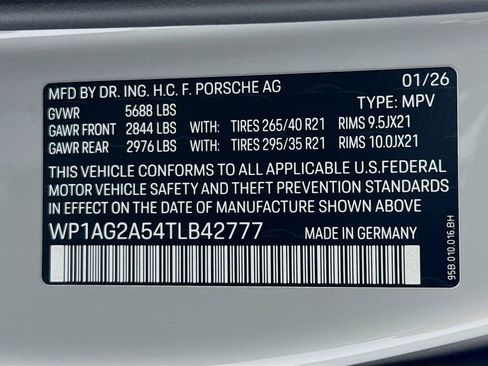 MFD BY DR. ING. H.C. F. PORSCHE AG 01/26
GVWR 5688 LBS TYPE: MPV
GAWR FRONT 2844 LBS WITH: TIRES 265/40 R21 RIMS 9.5JX21
GAWR REAR 2976 LBS WITH: TIRES 295/35 R21 RIMS 10.0JX21
THIS VEHICLE CONFORMS TO ALL APPLICABLE U.S.FEDERAL
MOTOR VEHICLE SAFETY AND THEFT PREVENTION STANDARDS
IN EFFECT ON THE DATE OF MANUFACTURE SHOWN ABOVE.
WP1AG2A54TLB42777 MADE IN GERMANY
95B.010.016.BH